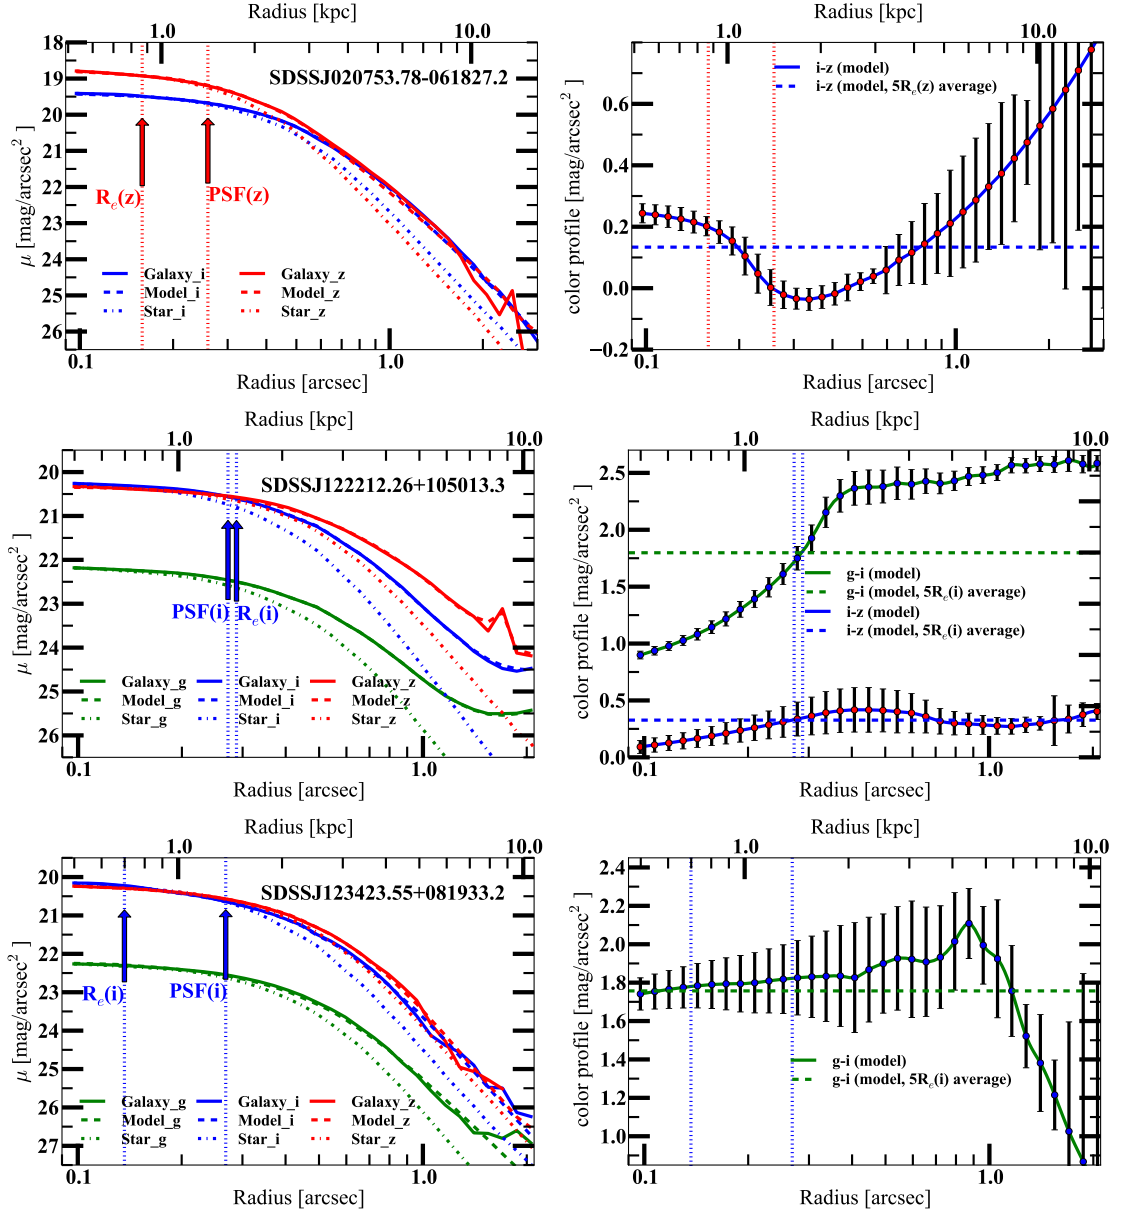 Radius [kpc]
1.0 10.0
18
19
20
21
22
23
24
25
26
μ [mag/arcsec²]
SDSSJ020753.78-061827.2
Rₑ(z) PSF(z)
Galaxy_i Galaxy_z
Model_i Model_z
Star_i Star_z
0.1 1.0
Radius [arcsec]
Radius [kpc]
1.0 10.0
0.6
0.4
0.2
0.0
−0.2
color profile [mag/arcsec²]
i-z (model)
i-z (model, 5Rₑ(z) average)
0.1 1.0
Radius [arcsec]
Radius [kpc]
1.0 10.0
20
21
22
23
24
25
26
μ [mag/arcsec²]
SDSSJ122212.26+105013.3
PSF(i) Rₑ(i)
Galaxy_g Galaxy_i Galaxy_z
Model_g Model_i Model_z
Star_g Star_i Star_z
0.1 1.0
Radius [arcsec]
Radius [kpc]
1.0 10.0
2.5
2.0
1.5
1.0
0.5
0.0
color profile [mag/arcsec²]
g-i (model)
g-i (model, 5Rₑ(i) average)
i-z (model)
i-z (model, 5Rₑ(i) average)
0.1 1.0
Radius [arcsec]
Radius [kpc]
1.0 10.0
20
21
22
23
24
25
26
27
μ [mag/arcsec²]
SDSSJ123423.55+081933.2
Rₑ(i) PSF(i)
Galaxy_g Galaxy_i Galaxy_z
Model_g Model_i Model_z
Star_g Star_i Star_z
0.1 1.0
Radius [arcsec]
Radius [kpc]
1.0 10.0
2.4
2.2
2.0
1.8
1.6
1.4
1.2
1.0
color profile [mag/arcsec²]
g-i (model)
g-i (model, 5Rₑ(i) average)
0.1 1.0
Radius [arcsec]